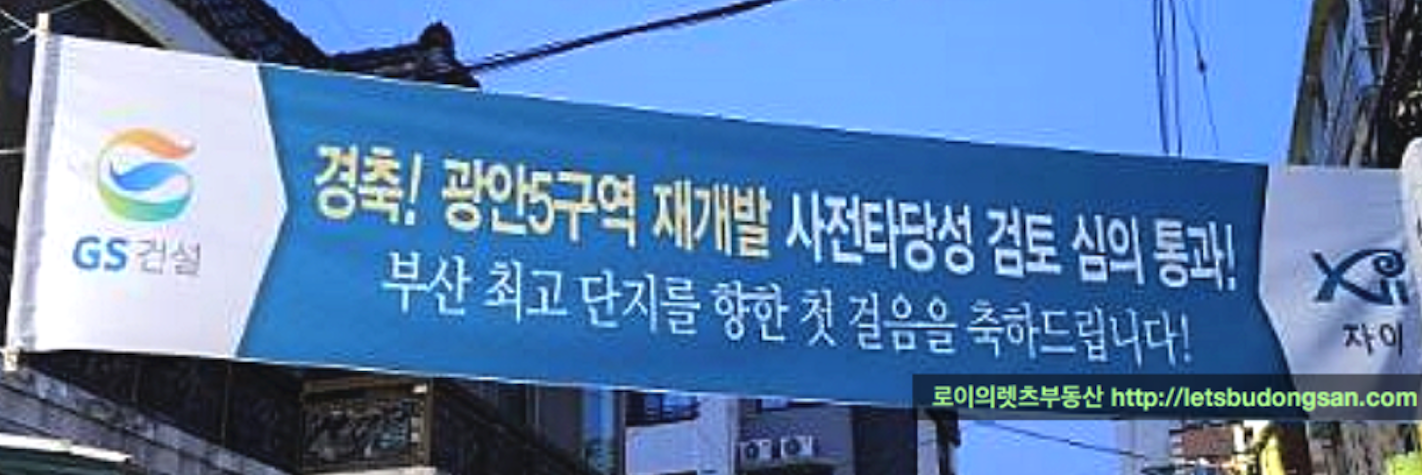 GS건설
경축! 광안5구역 재개발 사전타당성 검토 심의 통과!
부산 최고 단지를 향한 첫 걸음을 축하드립니다!
Xi
자이
로이의렛츠부동산 http://letsbudongsan.com